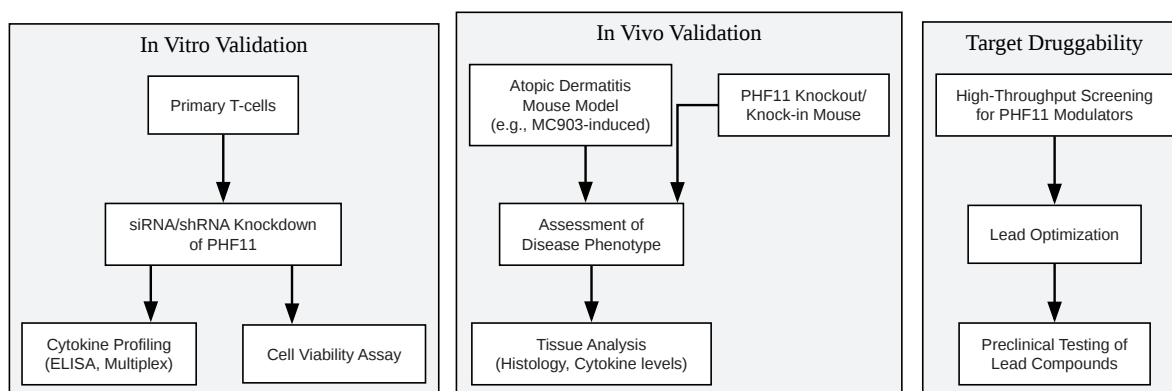 In Vitro Validation
Primary T-cells
siRNA/shRNA Knockdown
of PHF11
Cytokine Profiling
(ELISA, Multiplex)
Cell Viability Assay
In Vivo Validation
Atopic Dermatitis
Mouse Model
(e.g., MC903-induced)
PHF11 Knockout/
Knock-in Mouse
Assessment of
Disease Phenotype
Tissue Analysis
(Histology, Cytokine levels)
Target Druggability
High-Throughput Screening
for PHF11 Modulators
Lead Optimization
Preclinical Testing of
Lead Compounds